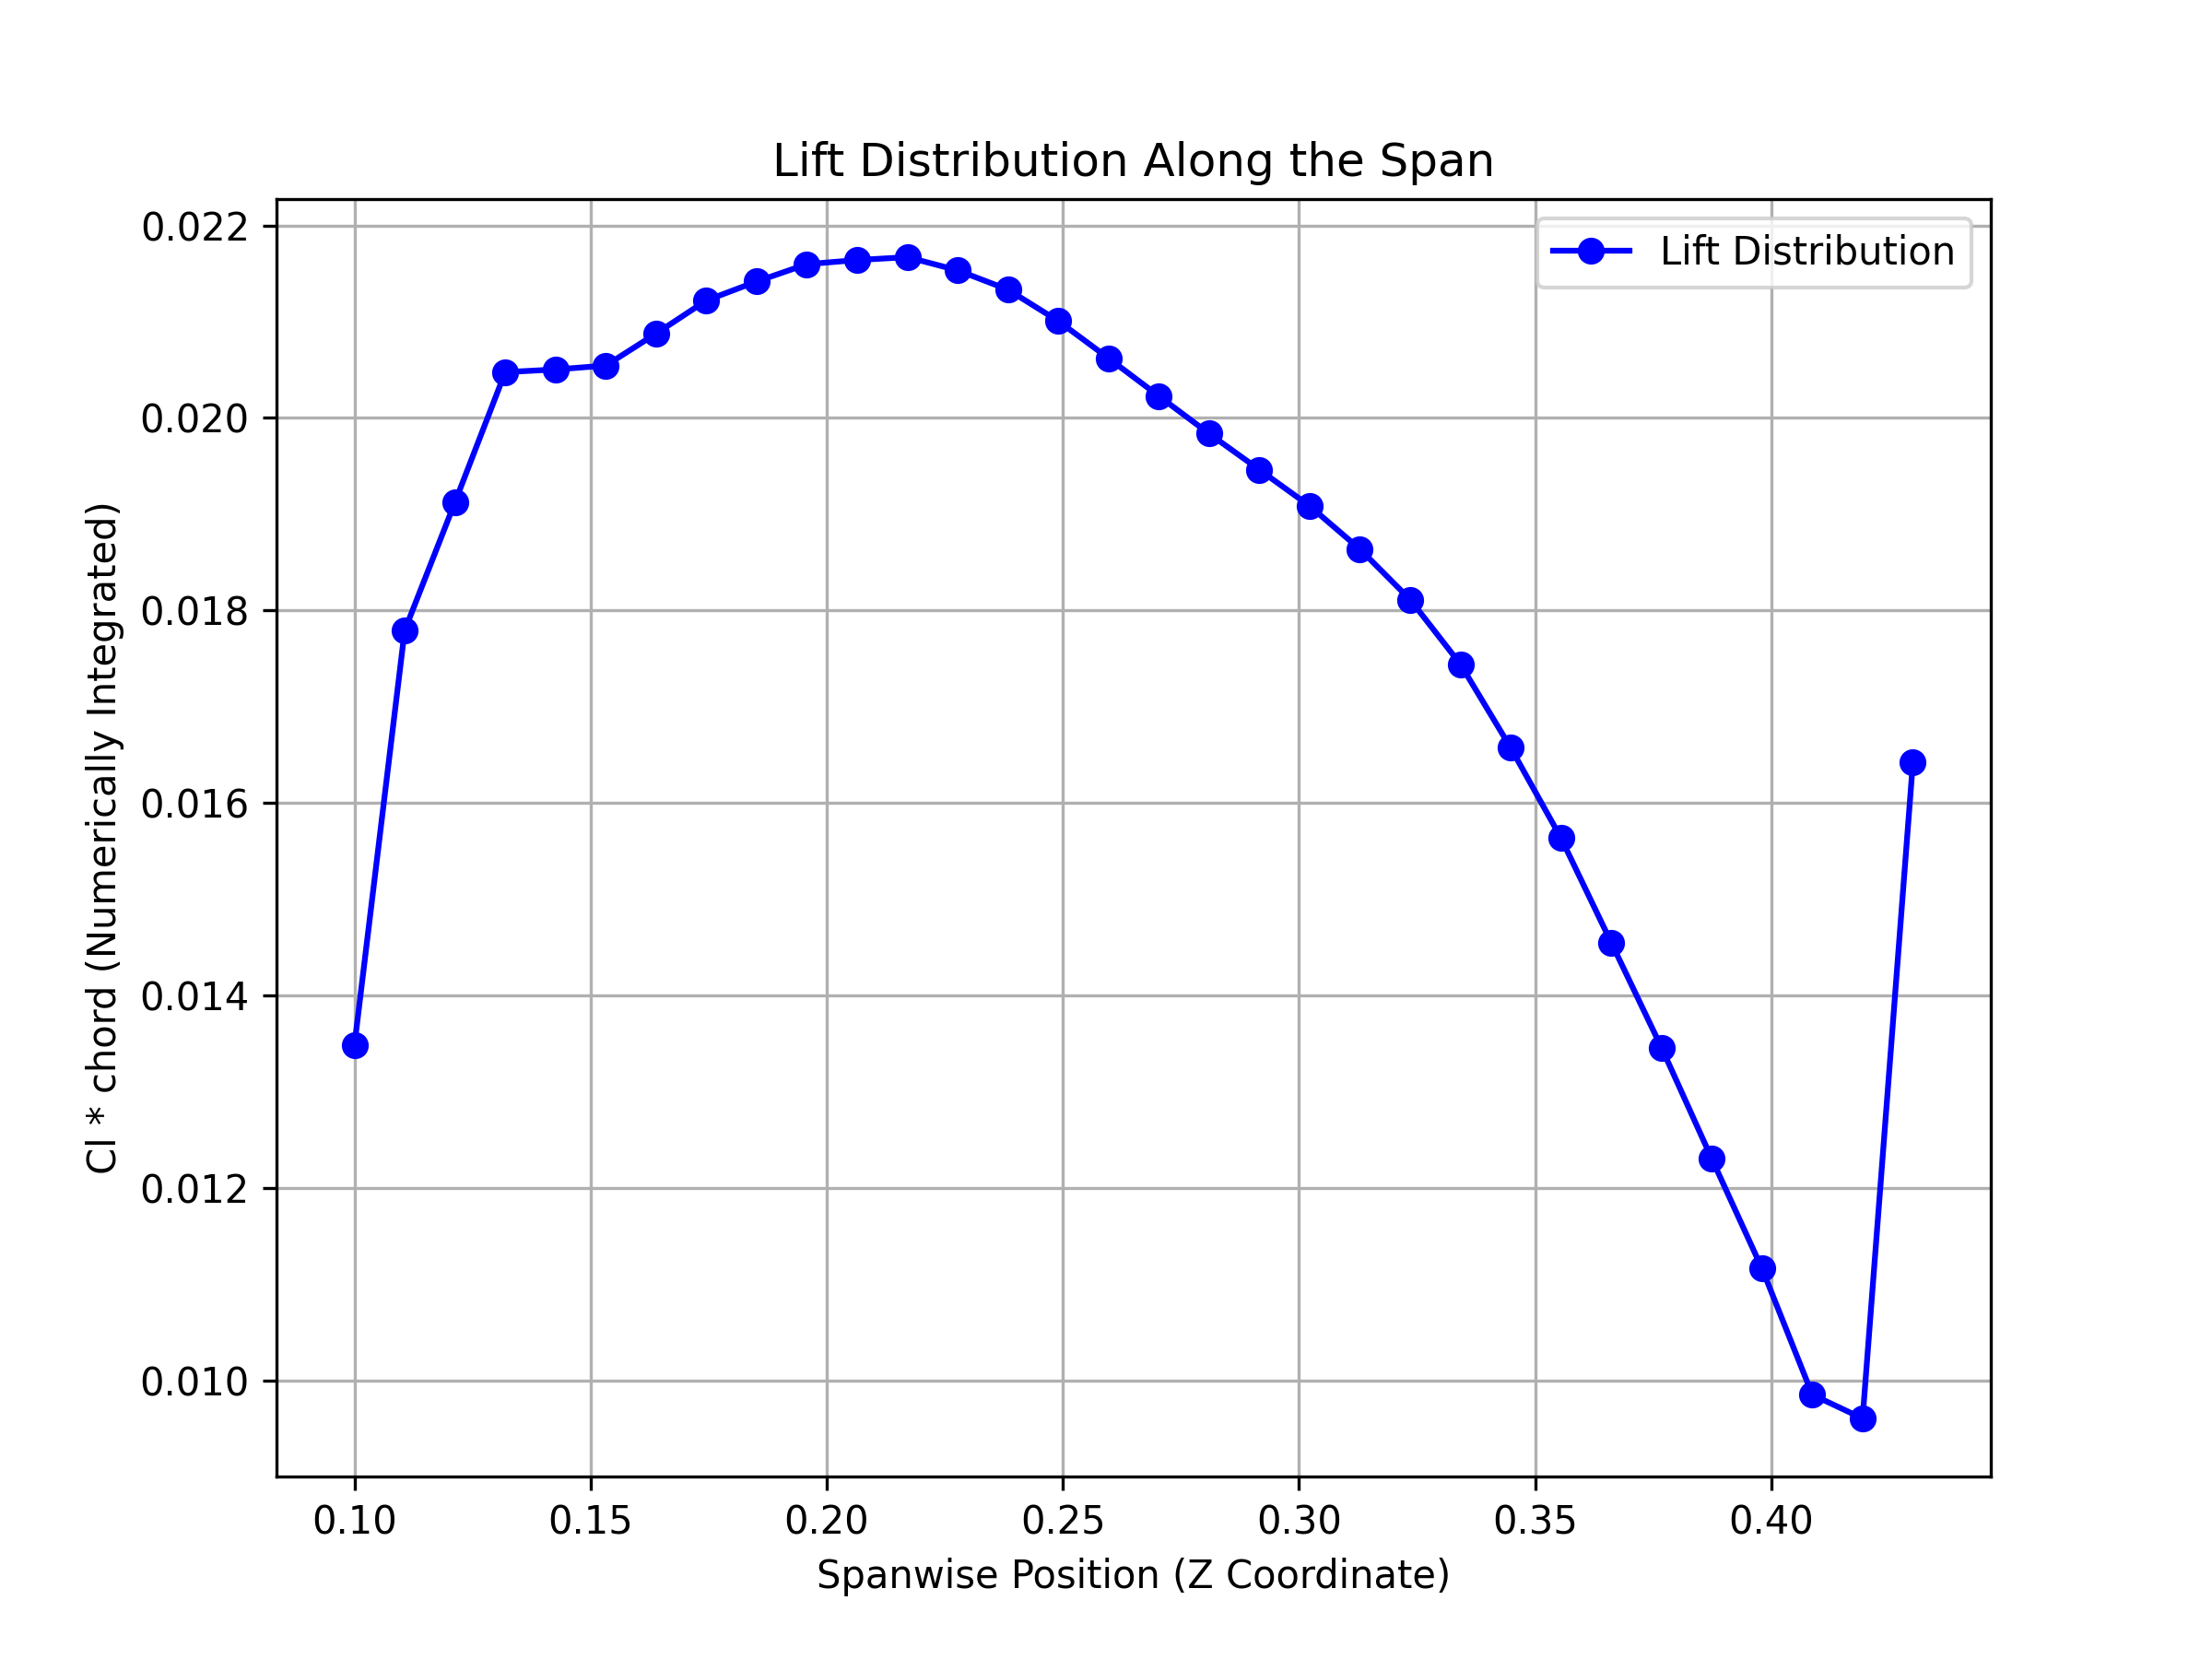 Lift Distribution Along the Span
Lift Distribution
Cl * chord (Numerically Integrated)
0.022
0.020
0.018
0.016
0.014
0.012
0.010
0.10 0.15 0.20 0.25 0.30 0.35 0.40
Spanwise Position (Z Coordinate)